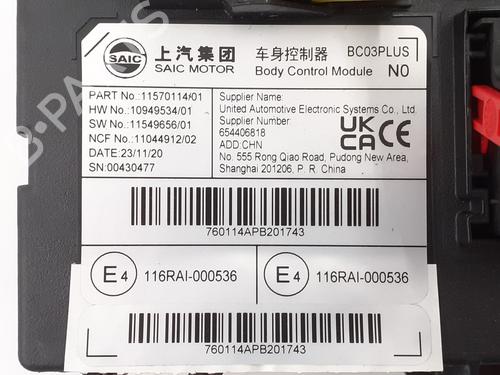 SAIC 上汽集团 车身控制器 BC03PLUS
SAIC MOTOR Body Control Module N0
PART No.:11570114/01
HW No.:10949534/01
SW No.:11549656/01
NCF No.:11044912/02
DATE:23/11/20
SN:00430477
Supplier Name:
United Automotive Electronic Systems Co., Ltd.
Supplier Number:
654406818
ADD:CHN
No. 555 Rong Qiao Road, Pudong New Area,
Shanghai 201206, P. R. China
UK CA CE
760114APB201743
E4 116RAI-000536 E4 116RAI-000536
760114APB201743
B-PARTS